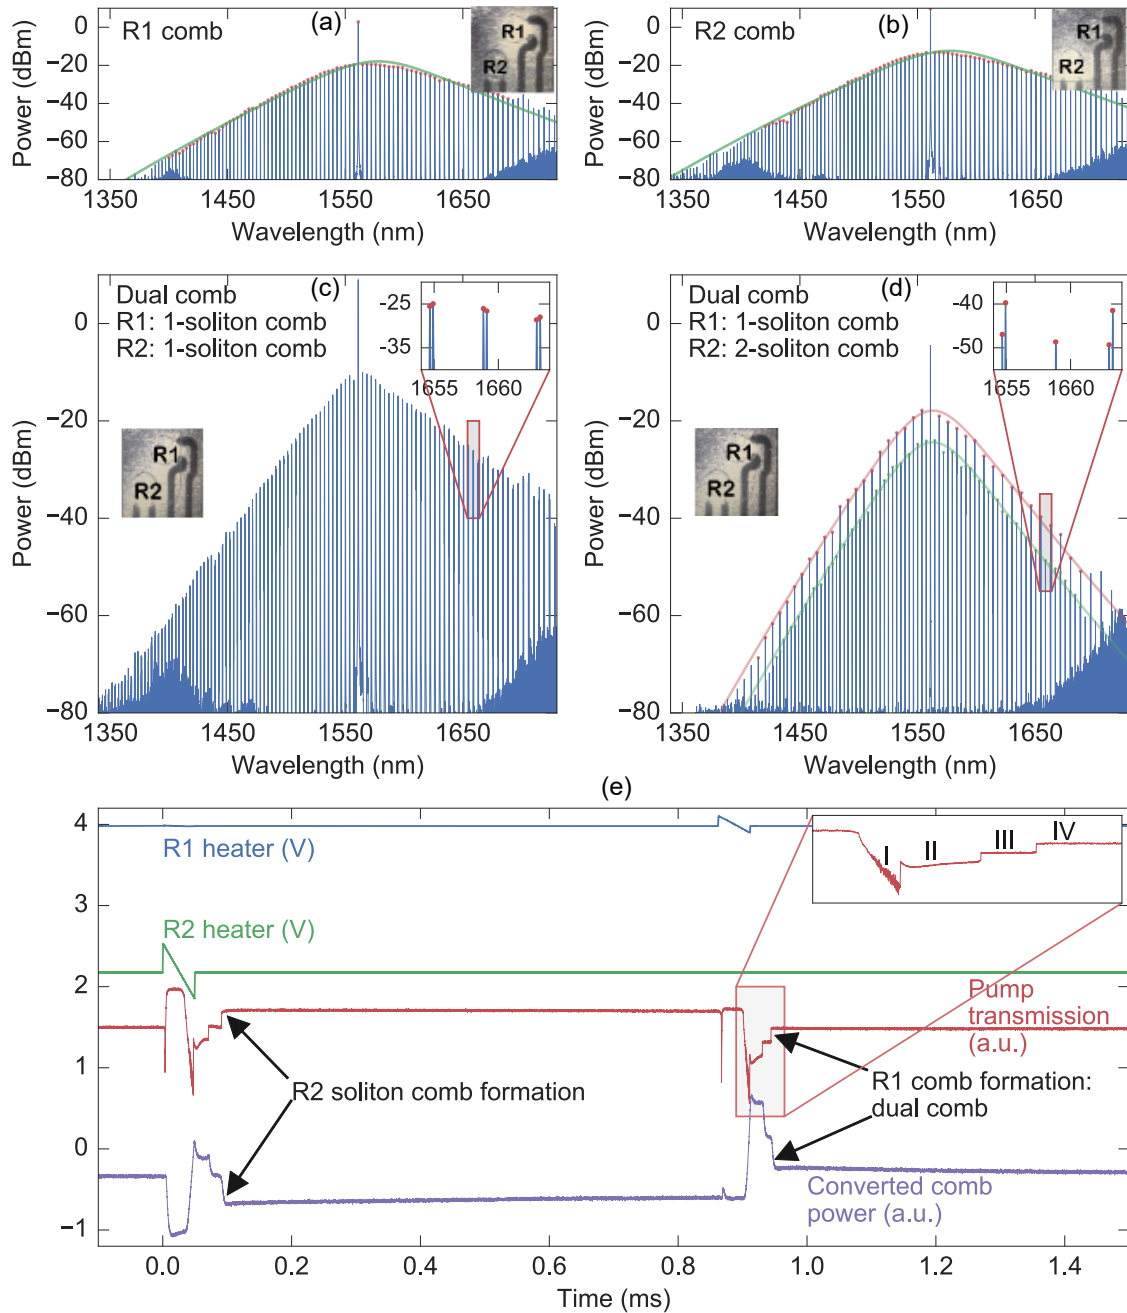 R1 comb
(a)
R1
R2
0
−20
−40
−60
−80
Power (dBm)
1350
1450
1550
1650
Wavelength (nm)
R2 comb
(b)
R1
R2
0
−20
−40
−60
−80
Power (dBm)
1350
1450
1550
1650
Wavelength (nm)
Dual comb
R1: 1-soliton comb
R2: 1-soliton comb
(c)
-25
-35
1655
1660
R1
R2
0
−20
−40
−60
−80
Power (dBm)
1350
1450
1550
1650
Wavelength (nm)
Dual comb
R1: 1-soliton comb
R2: 2-soliton comb
(d)
-40
-50
1655
1660
R1
R2
0
−20
−40
−60
−80
Power (dBm)
1350
1450
1550
1650
Wavelength (nm)
(e)
4
3
2
1
0
−1
R1 heater (V)
R2 heater (V)
I
II
III
IV
Pump
transmission
(a.u.)
R2 soliton comb formation
R1 comb formation:
dual comb
Converted comb
power (a.u.)
0.0
0.2
0.4
0.6
0.8
1.0
1.2
1.4
Time (ms)